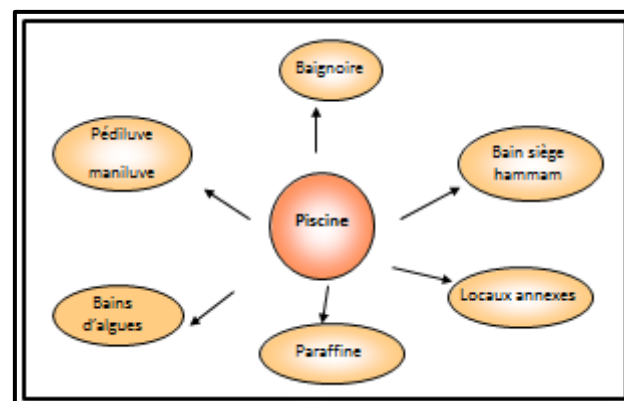 Baignoire
Pédiluve
maniluve
Bain siège
hammam
Piscine
Bains
d'algues
Locaux annexes
Paraffine